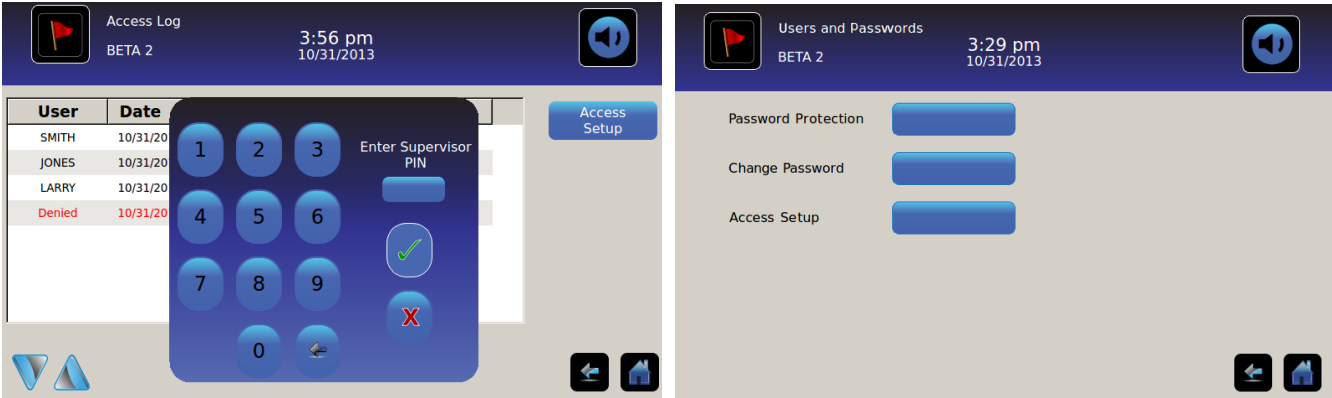 Access Log
BETA 2
3:56 pm
10/31/2013
User Date
SMITH 10/31/20
JONES 10/31/20
LARRY 10/31/20
Denied 10/31/20
1 2 3
4 5 6
7 8 9
0
Enter Supervisor
PIN
X
Access
Setup
Users and Passwords
BETA 2
3:29 pm
10/31/2013
Password Protection
Change Password
Access Setup